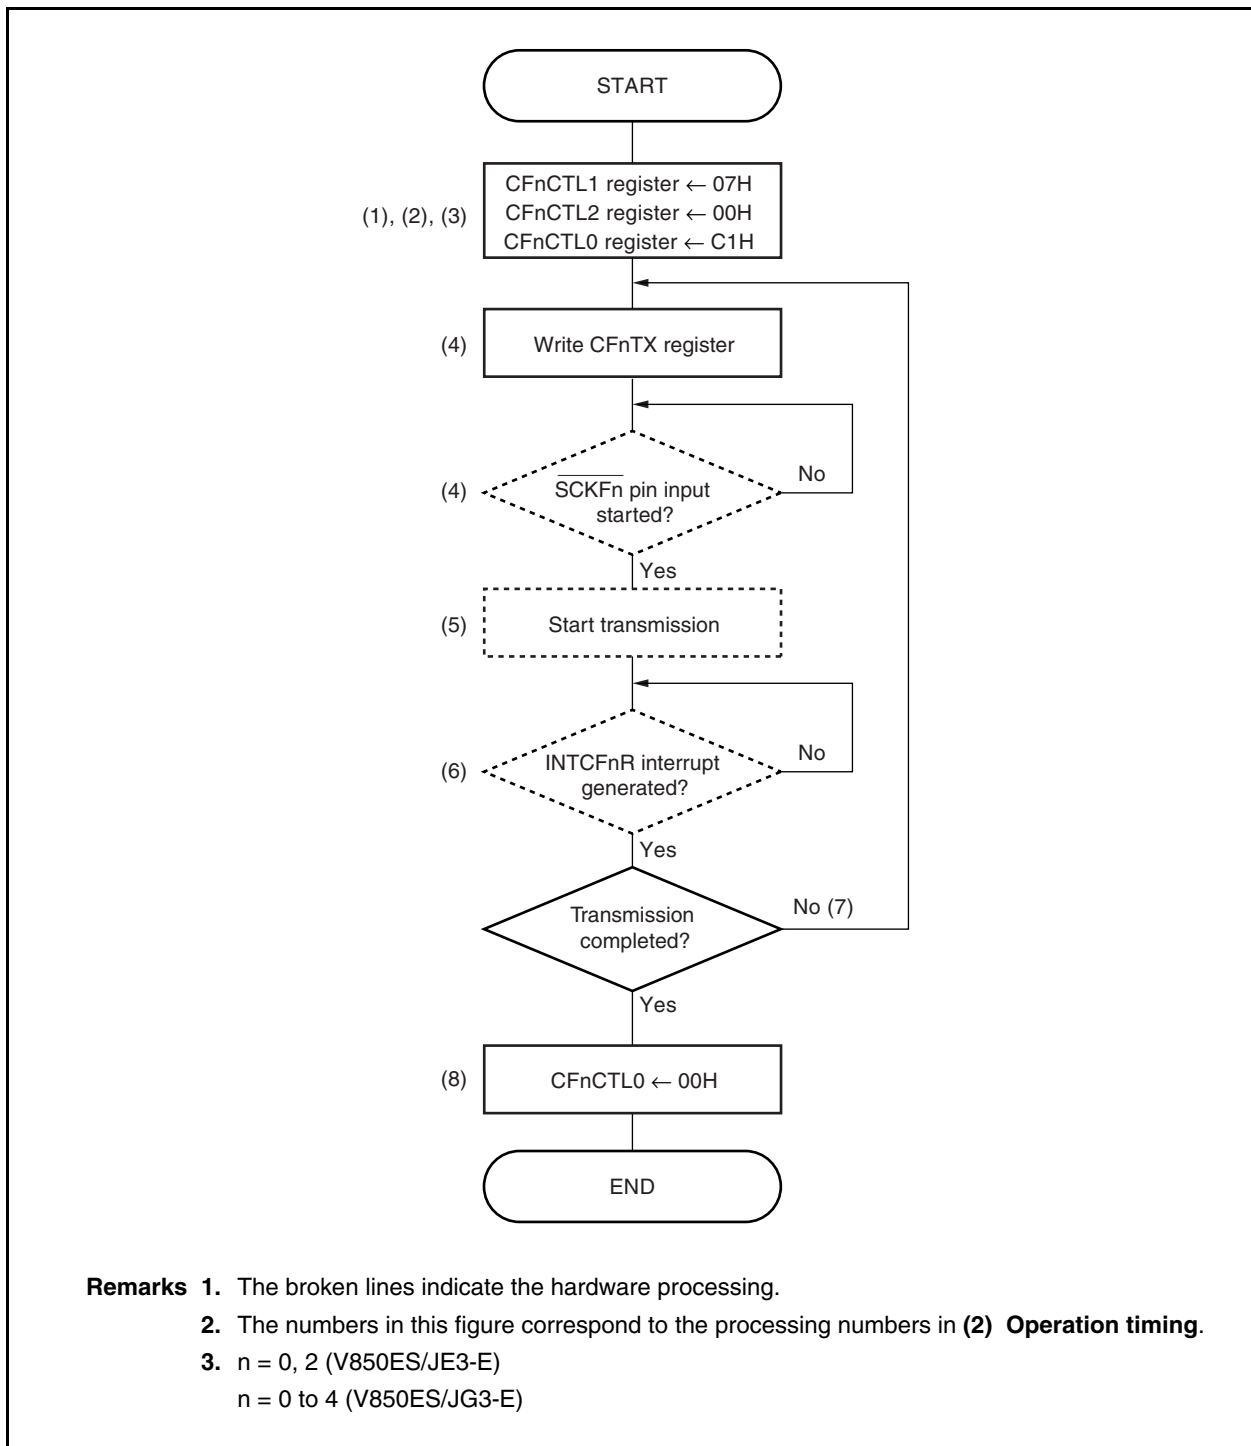 START
(1), (2), (3)
CFnCTL1 register ← 07H
CFnCTL2 register ← 00H
CFnCTL0 register ← C1H
(4)
Write CFnTX register
(4)
SCKFn pin input
started?
No
Yes
(5)
Start transmission
(6)
INTCFnR interrupt
generated?
No
Yes
Transmission
completed?
No (7)
Yes
(8)
CFnCTL0 ← 00H
END
Remarks 1. The broken lines indicate the hardware processing.
2. The numbers in this figure correspond to the processing numbers in (2) Operation timing.
3. n = 0, 2 (V850ES/JE3-E)
n = 0 to 4 (V850ES/JG3-E)